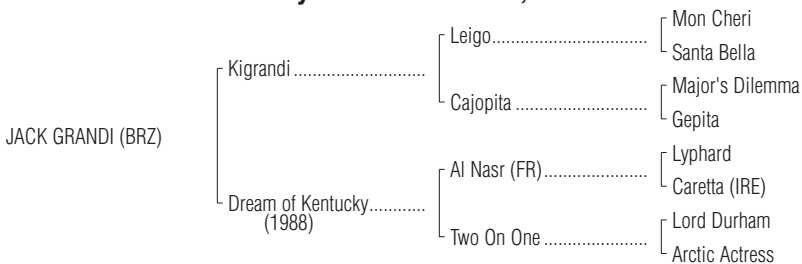 Mon Cheri
Leigo
Santa Bella
Kigrandi
Major's Dilemma
Cajopita
Gepita
JACK GRANDI (BRZ)
Lyphard
Al Nasr (FR)
Caretta (IRE)
Dream of Kentucky
(1988)
Lord Durham
Two On One
Arctic Actress